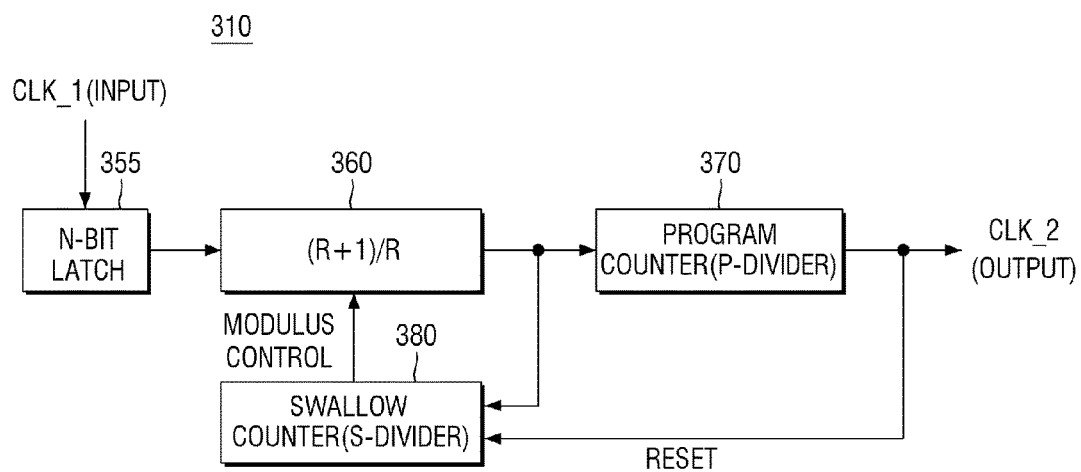 310
CLK_1(INPUT)
355
360
370
N-BIT
LATCH
(R+1)/R
PROGRAM
COUNTER(P-DIVIDER)
CLK_2
(OUTPUT)
MODULUS
CONTROL
380
SWALLOW
COUNTER(S-DIVIDER)
RESET